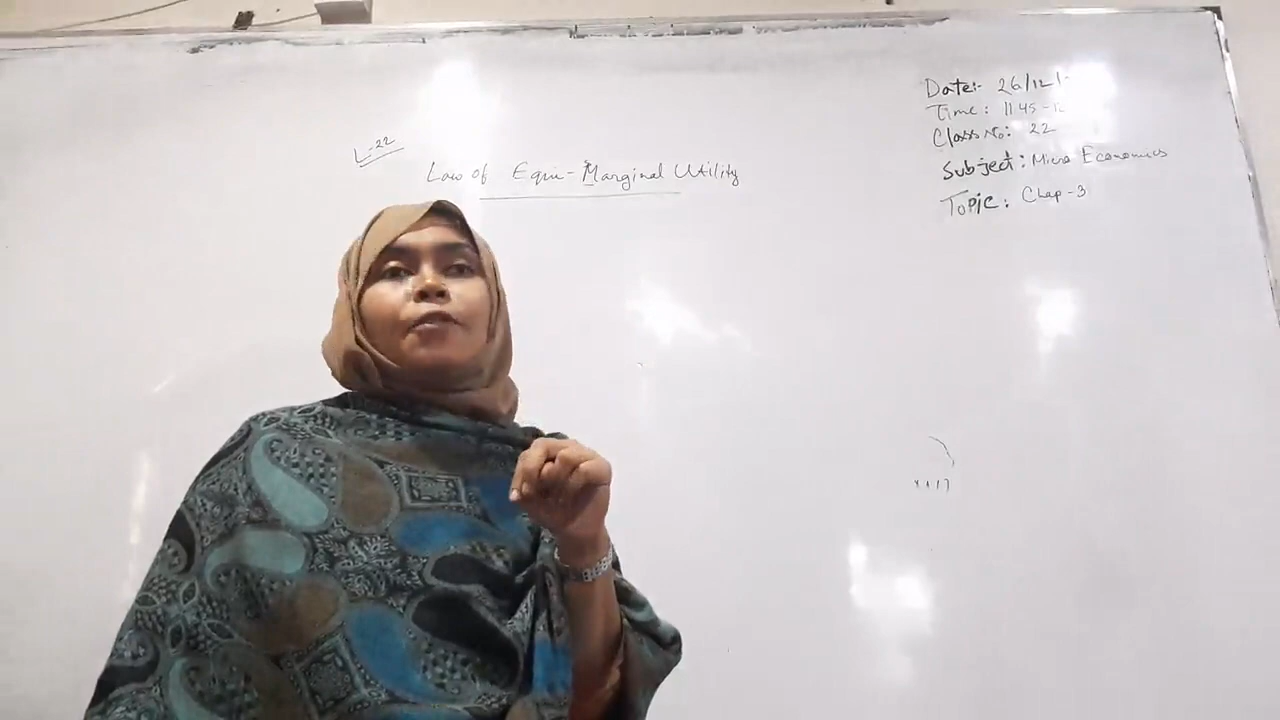 L-22
Law of Equi-Marginal Utility
Date:- 26/12/
Time: 11:45-12
Class No: 22
Subject: Micro Economics
Topic: Chap-3